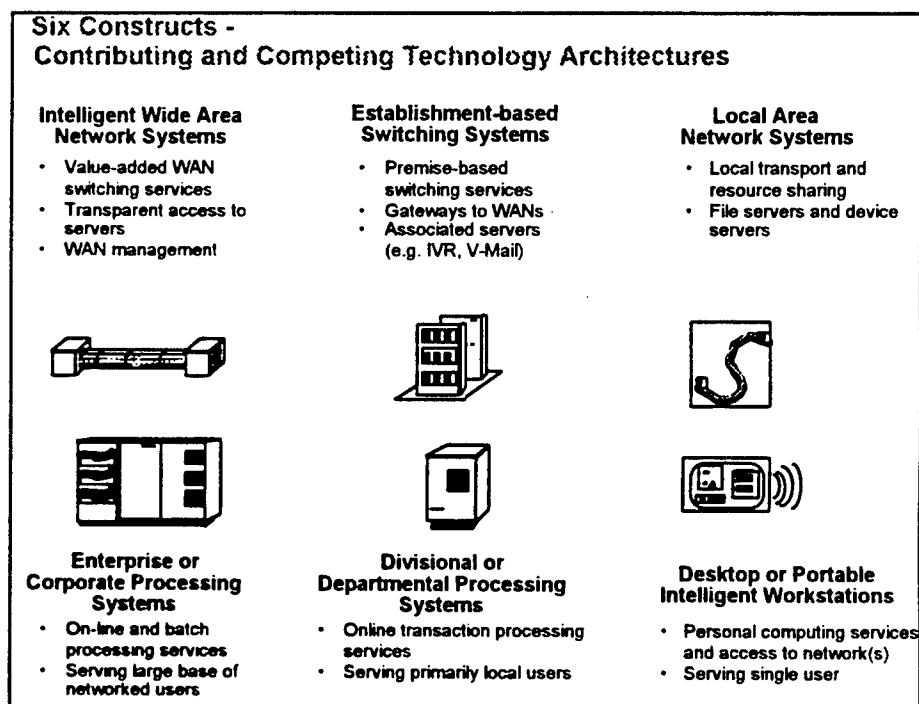 Six Constructs -
Contributing and Competing Technology Architectures
Intelligent Wide Area
Network Systems
• Value-added WAN
switching services
• Transparent access to
servers
• WAN management
Establishment-based
Switching Systems
• Premise-based
switching services
• Gateways to WANs
• Associated servers
(e.g. IVR, V-Mail)
Local Area
Network Systems
• Local transport and
resource sharing
• File servers and device
servers
Enterprise or
Corporate Processing
Systems
• On-line and batch
processing services
• Serving large base of
networked users
Divisional or
Departmental Processing
Systems
• Online transaction processing
services
• Serving primarily local users
Desktop or Portable
Intelligent Workstations
• Personal computing services
and access to network(s)
• Serving single user